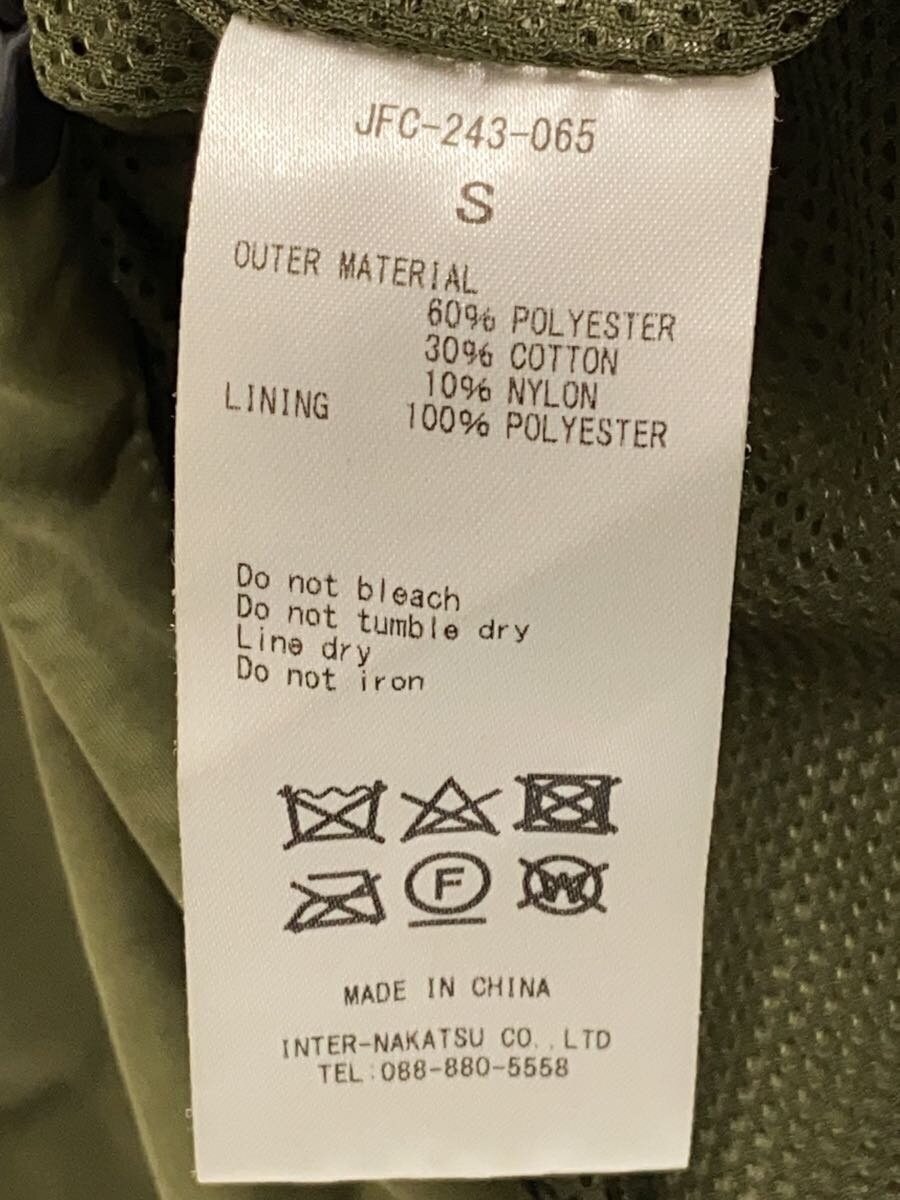 JFC-243-065
S
OUTER MATERIAL
60% POLYESTER
30% COTTON
10% NYLON
LINING 100% POLYESTER
Do not bleach
Do not tumble dry
Line dry
Do not iron
F
W
MADE IN CHINA
INTER-NAKATSU CO.,LTD
TEL:088-880-5558